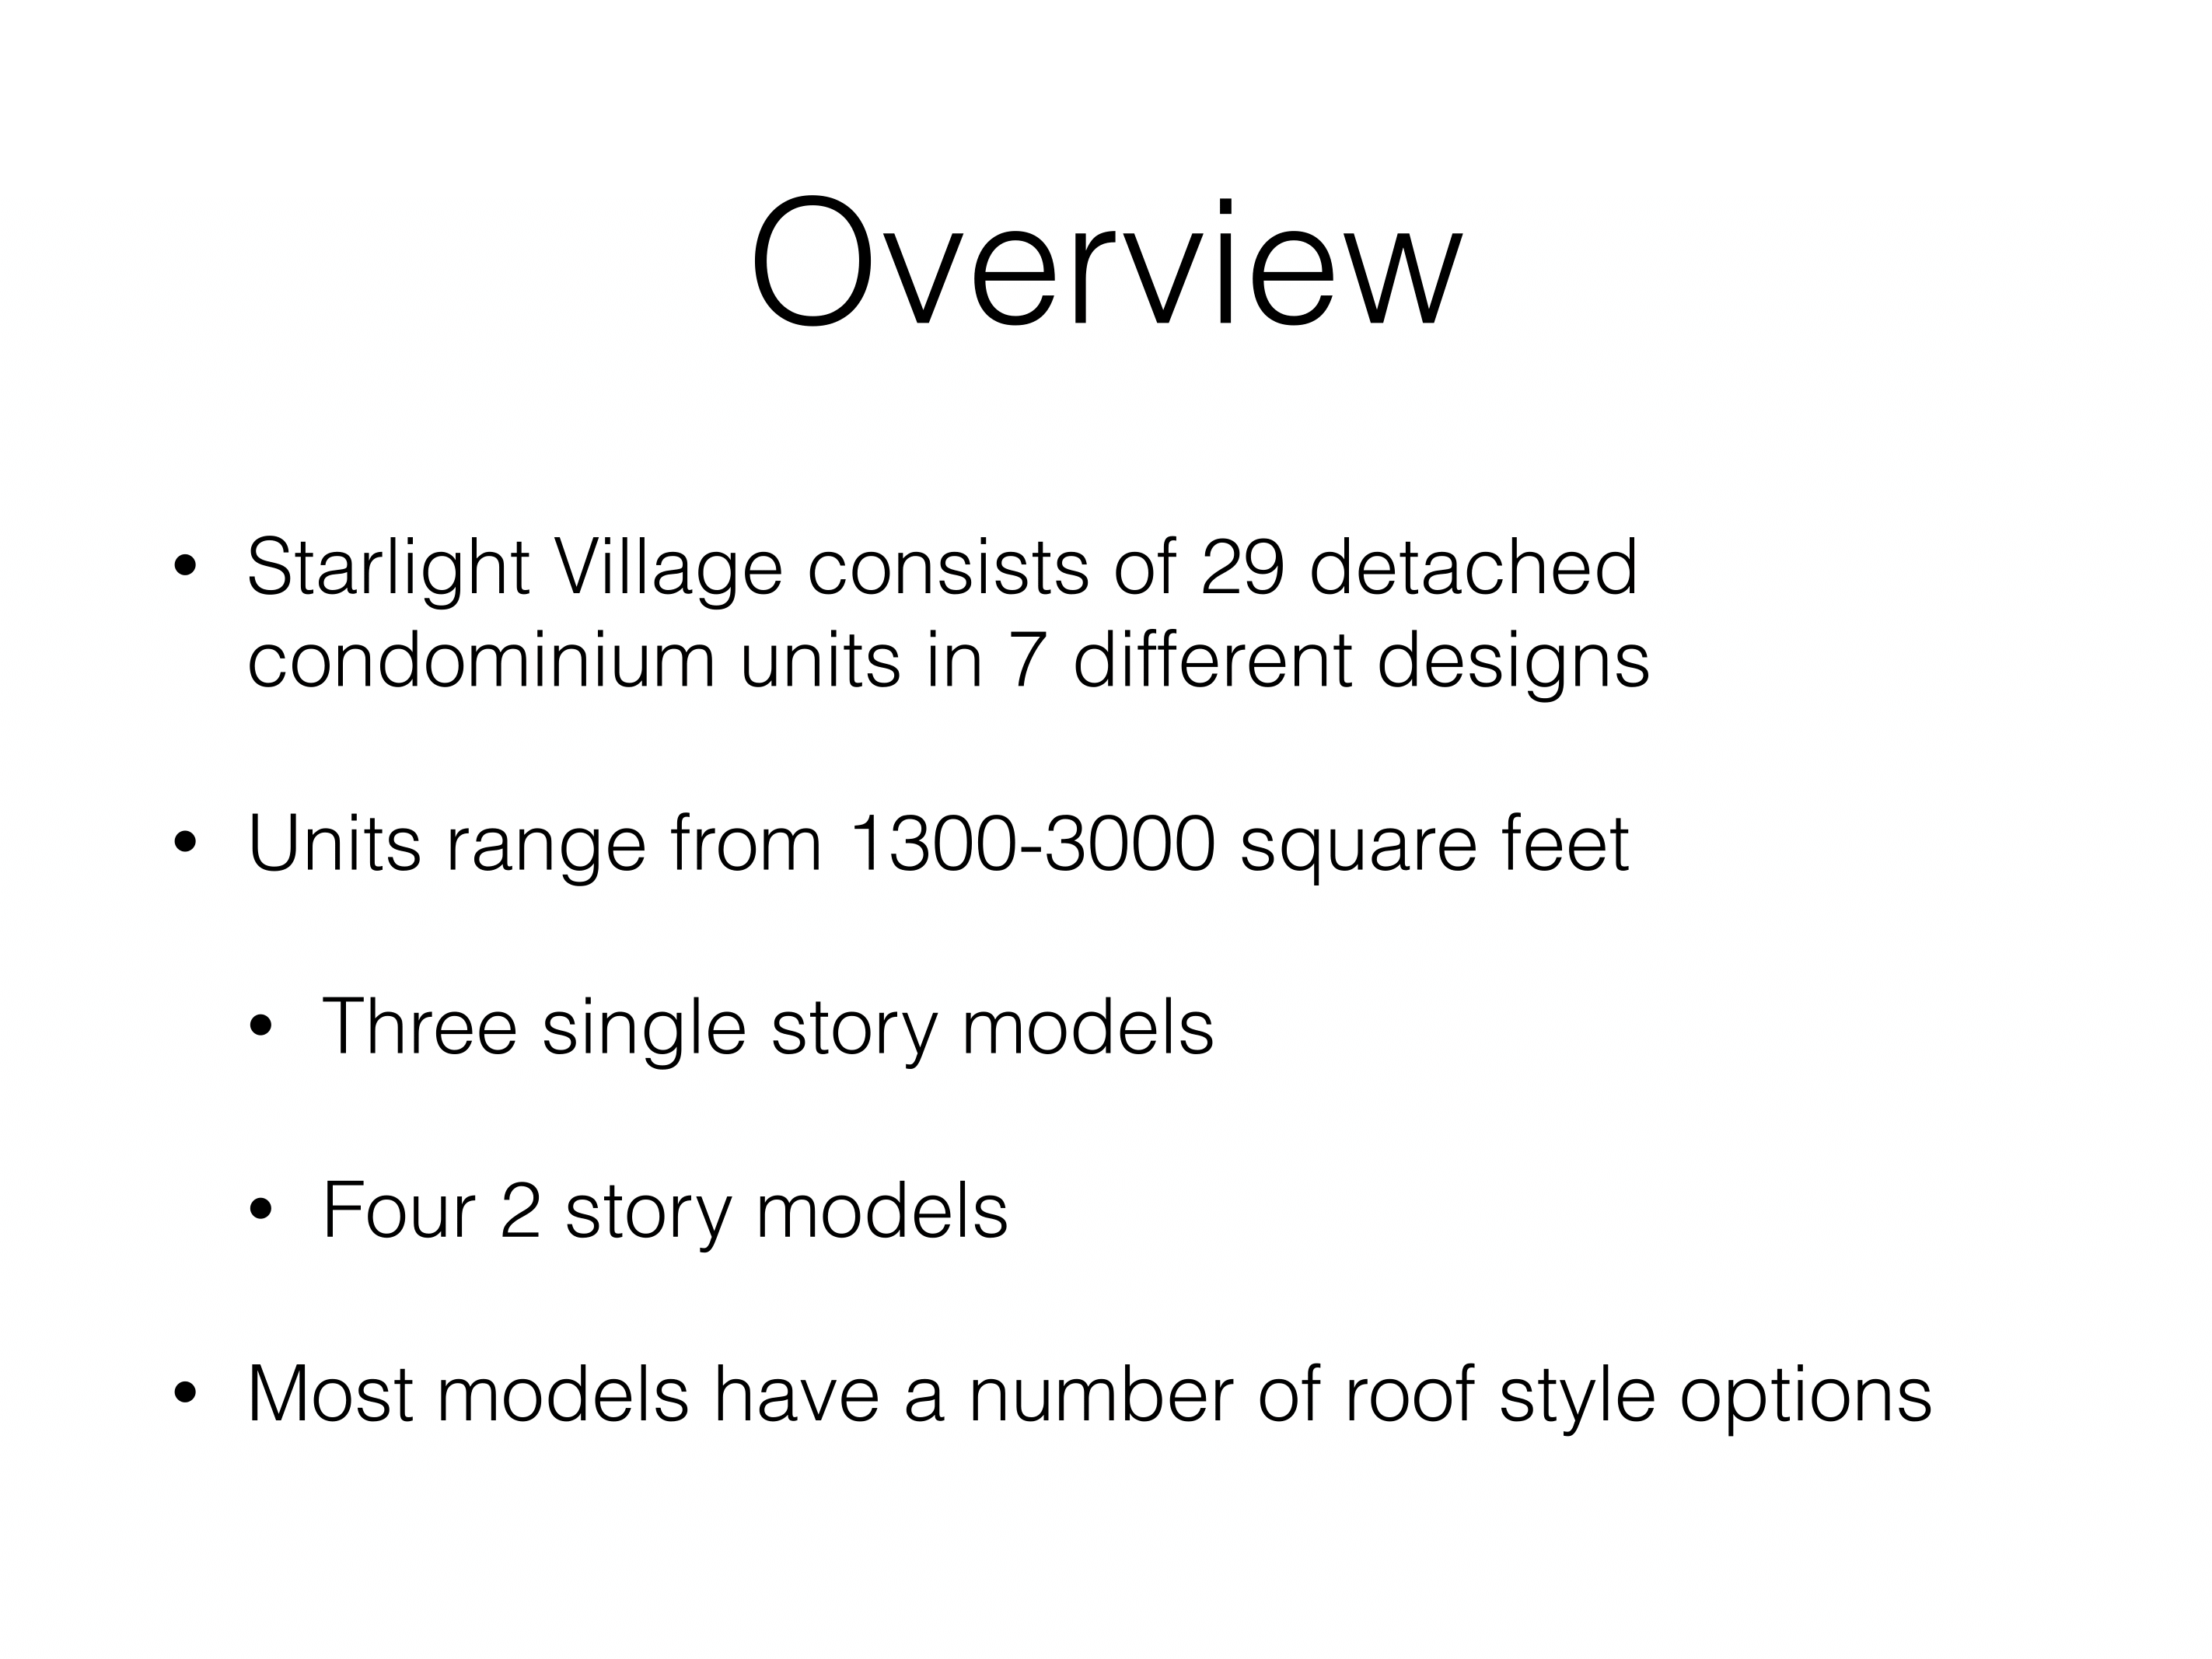 Overview
• Starlight Village consists of 29 detached
condominium units in 7 different designs
• Units range from 1300-3000 square feet
• Three single story models
• Four 2 story models
• Most models have a number of roof style options